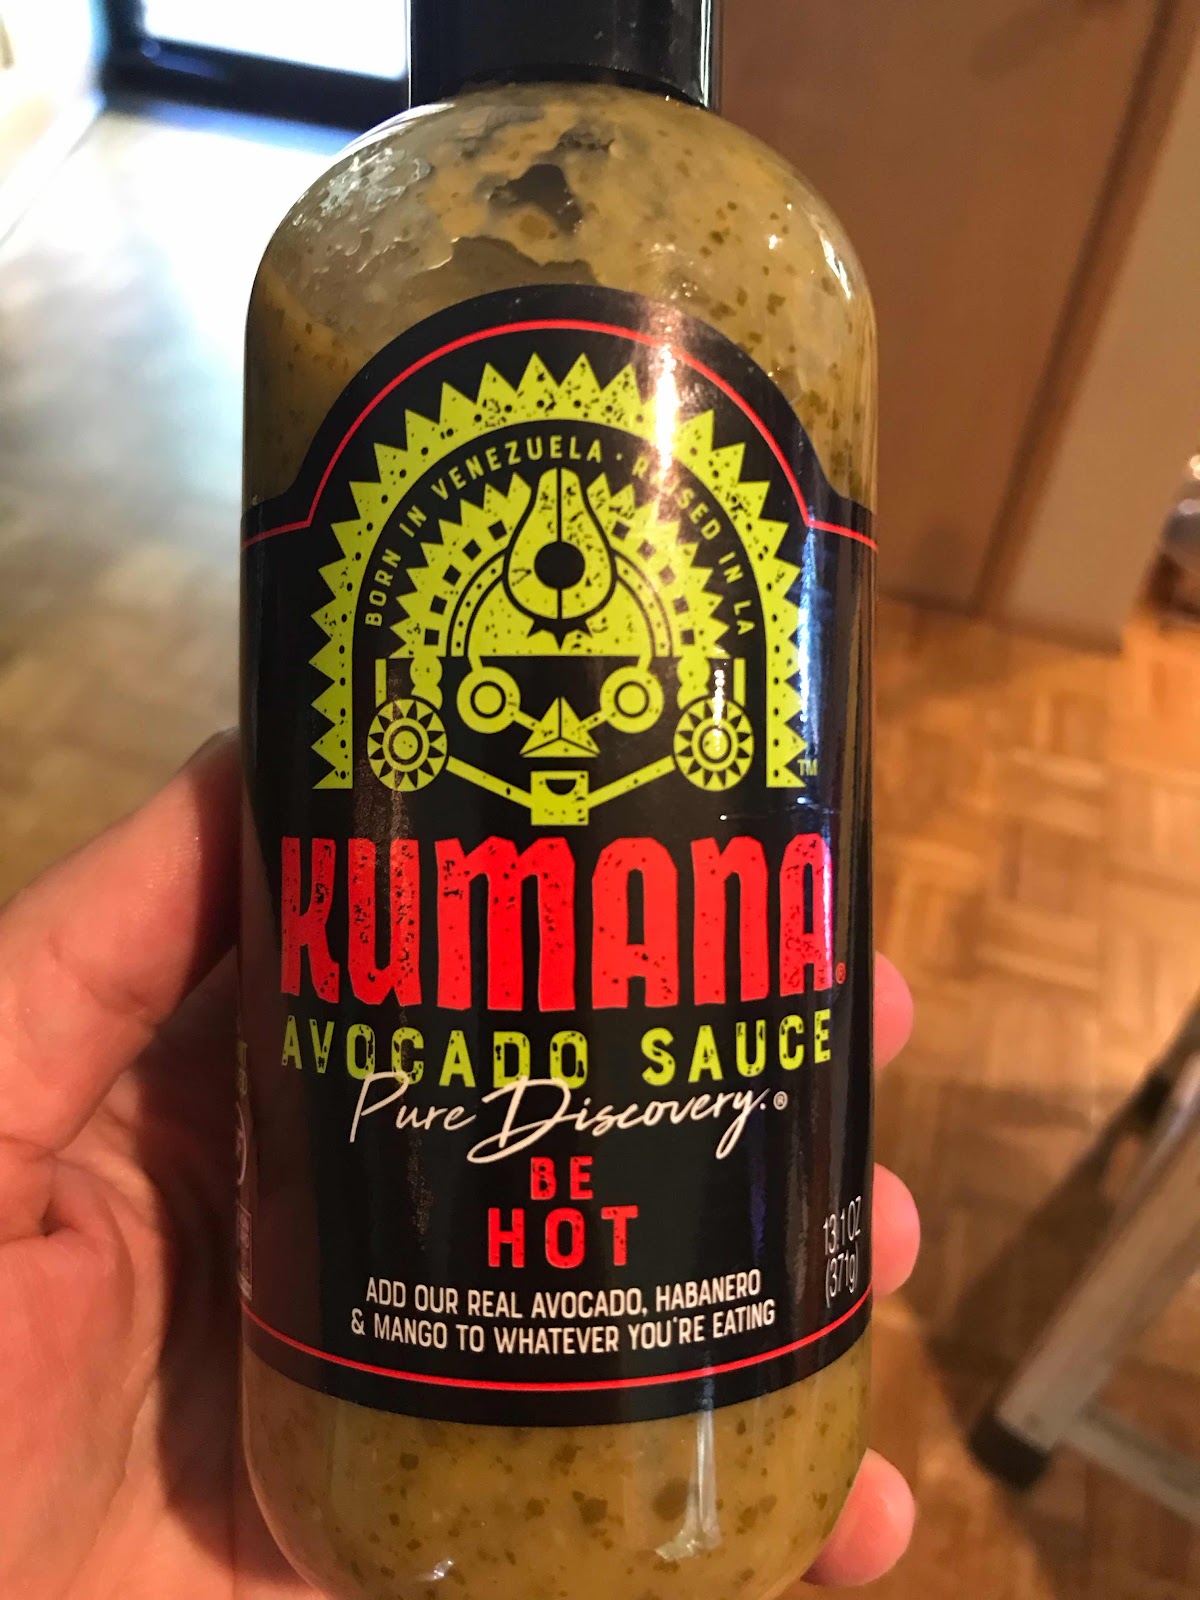 BORN IN VENEZUELA · RAISED IN LA
TM
KUMANA®
AVOCADO SAUCE
Pure Discovery.®
BE
HOT
ADD OUR REAL AVOCADO, HABANERO
& MANGO TO WHATEVER YOU'RE EATING
13.1 OZ
(371g)